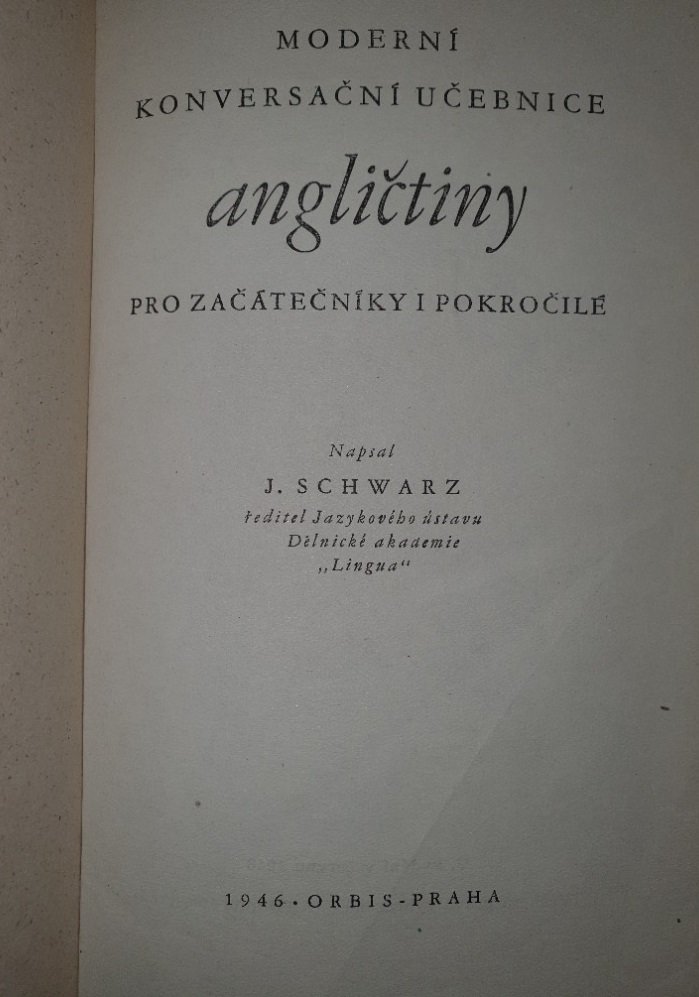 MODERNÍ
KONVERSAČNÍ UČEBNICE
angličtiny
PRO ZAČÁTEČNÍKY I POKROČILÉ
Napsal
J. SCHWARZ
ředitel Jazykového ústavu
Dělnické akademie
„Lingua“
1946 · ORBIS-PRAHA